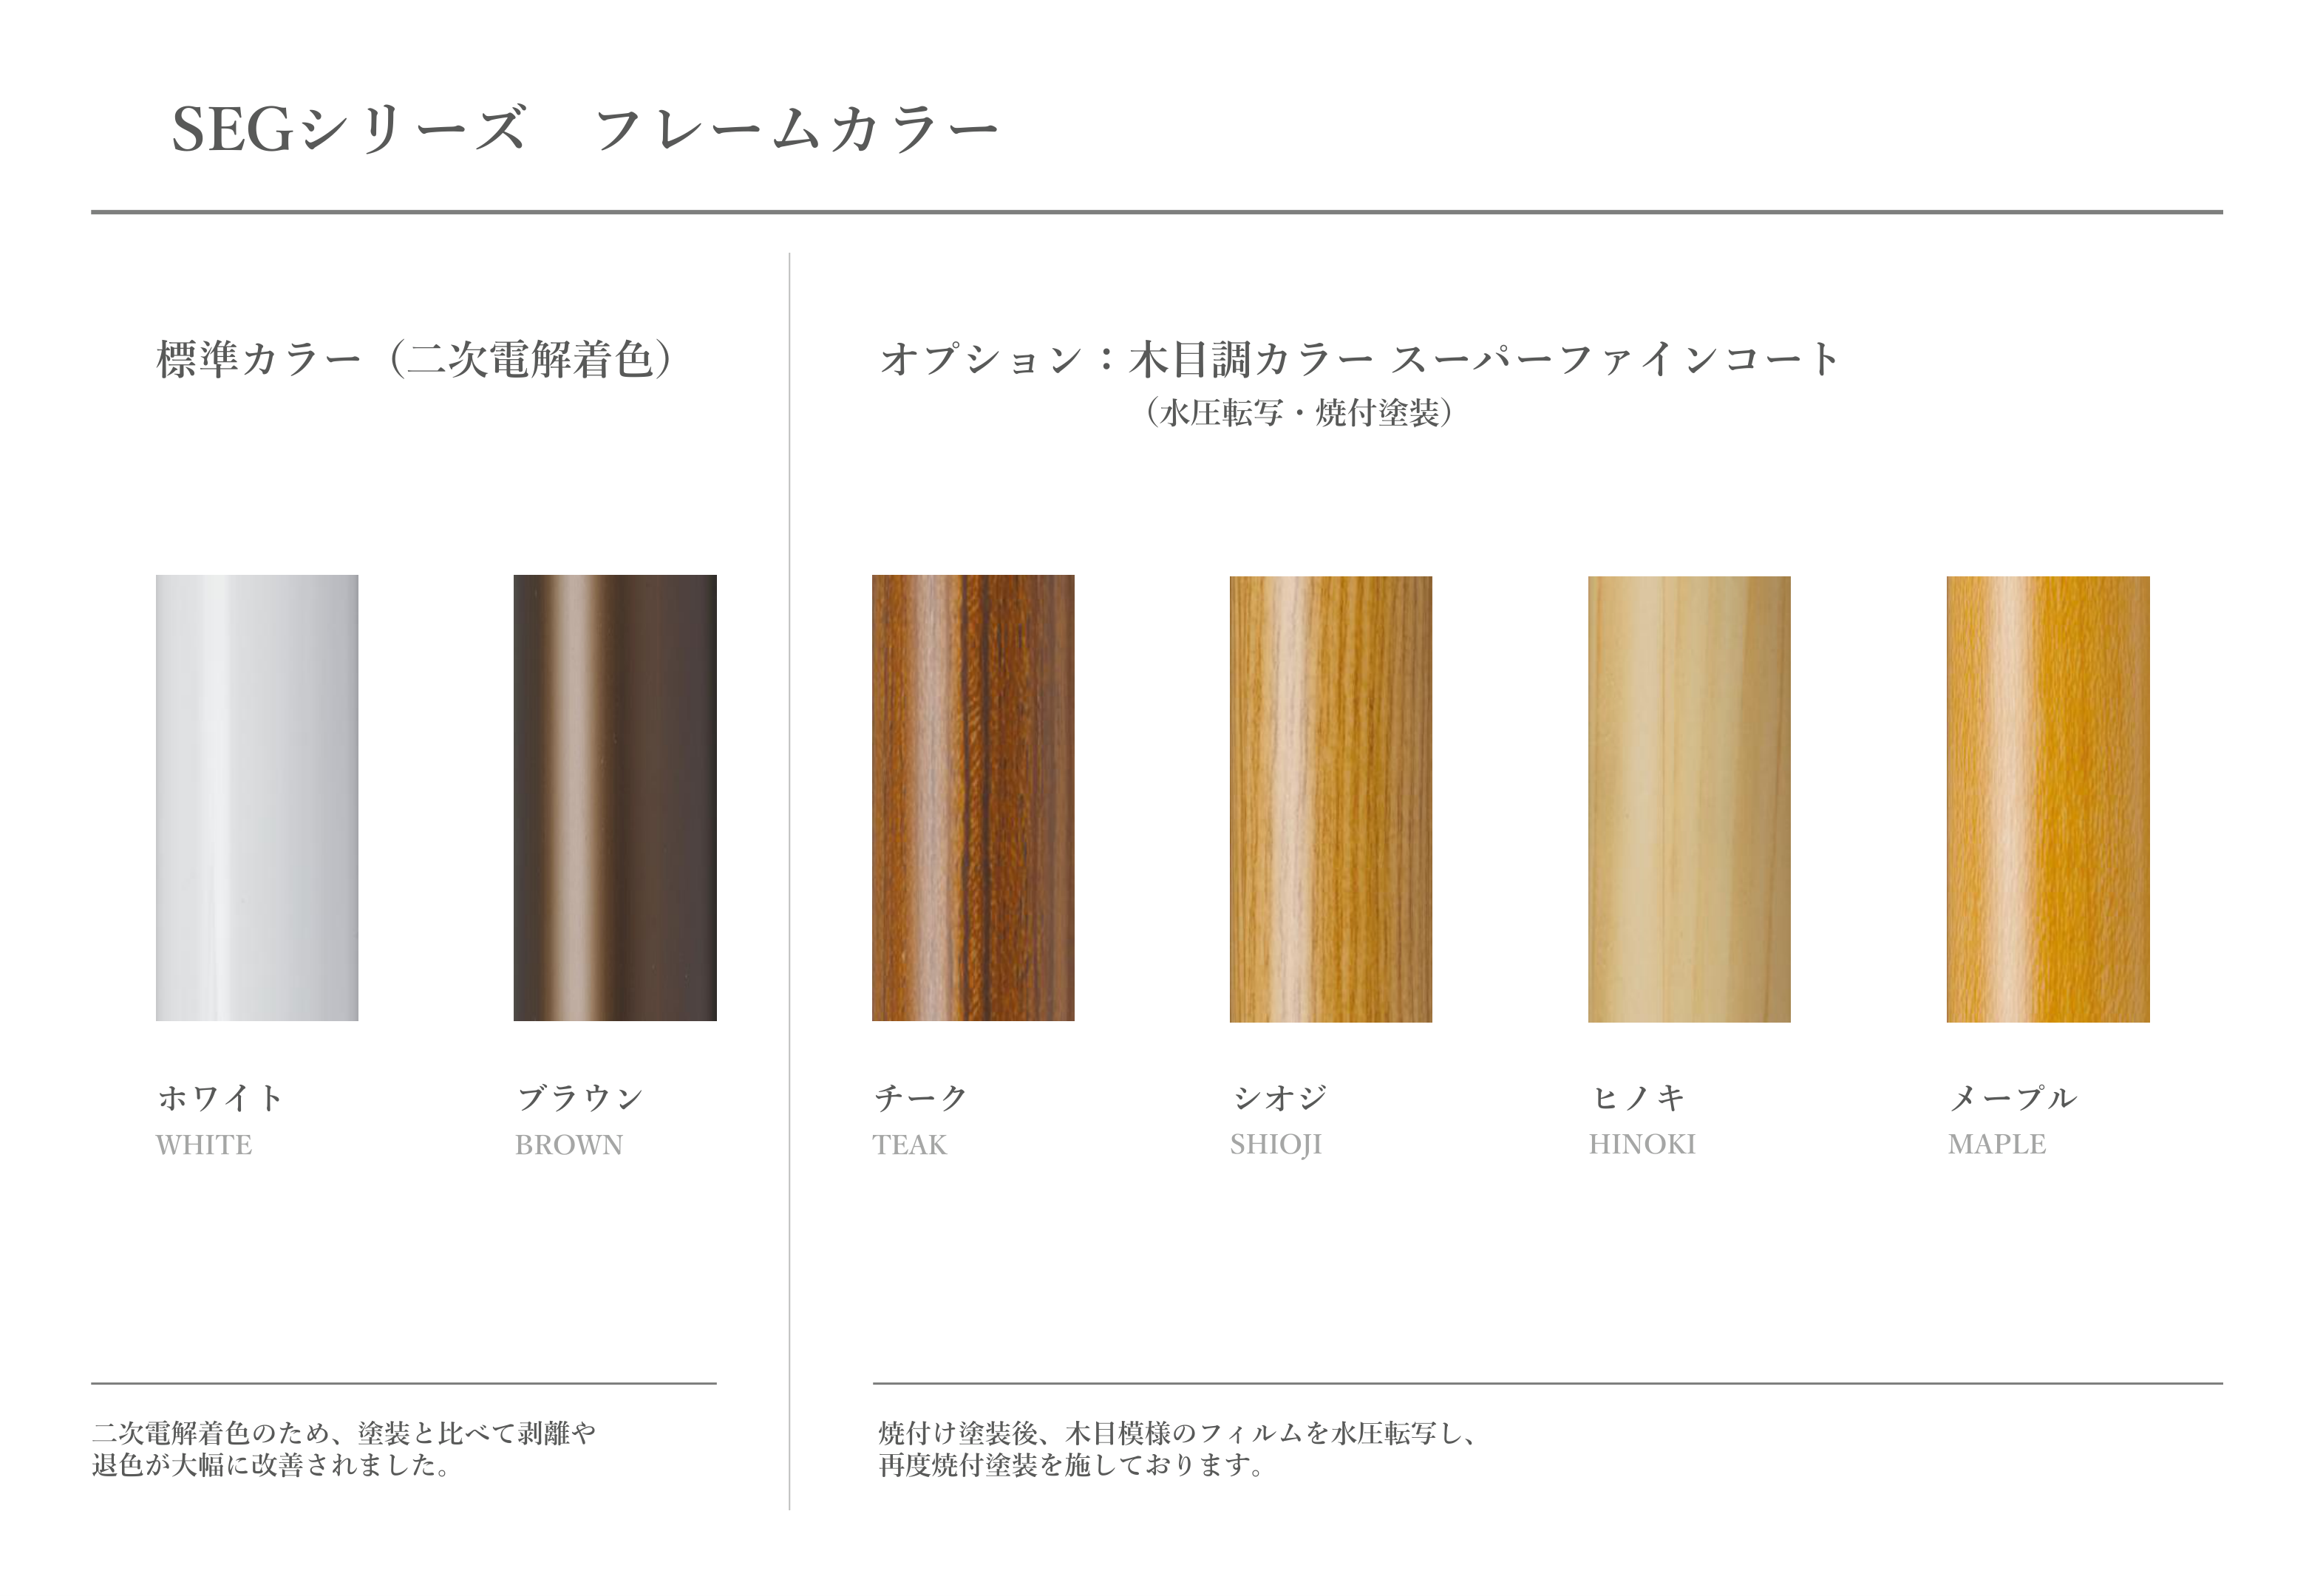 SEGシリーズ　フレームカラー
標準カラー（二次電解着色）
オプション：木目調カラー スーパーファインコート
（水圧転写・焼付塗装）
ホワイト
WHITE
ブラウン
BROWN
チーク
TEAK
シオジ
SHIOJI
ヒノキ
HINOKI
メープル
MAPLE
二次電解着色のため、塗装と比べて剥離や
退色が大幅に改善されました。
焼付け塗装後、木目模様のフィルムを水圧転写し、
再度焼付塗装を施しております。